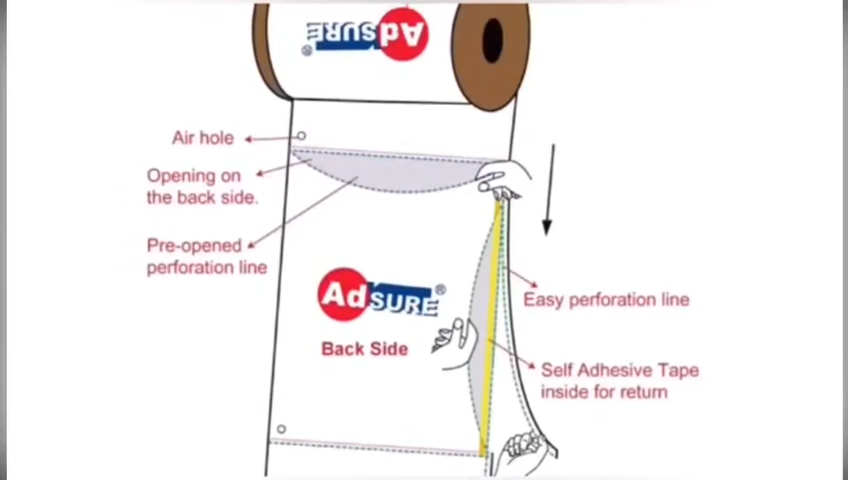 AdSURE®
Air hole
Opening on
the back side.
Pre-opened
perforation line
AdSURE®
Back Side
Easy perforation line
Self Adhesive Tape
inside for return